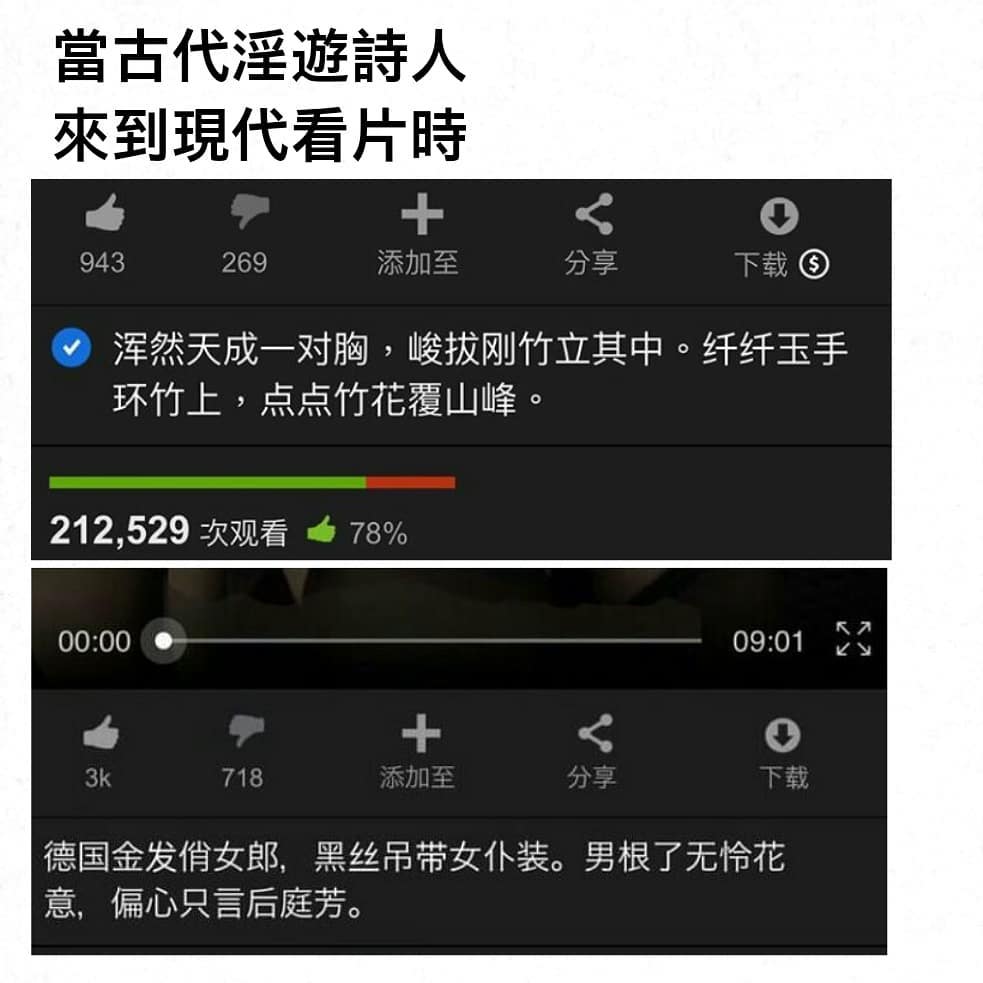 當古代淫遊詩人
來到現代看片時
943 269 添加至 分享 下载 $
浑然天成一对胸，峻拔刚竹立其中。纤纤玉手
环竹上，点点竹花覆山峰。
212,529 次观看 78%
00:00 09:01
3k 718 添加至 分享 下载
德国金发俏女郎，黑丝吊带女仆装。男根了无怜花
意，偏心只言后庭芳。